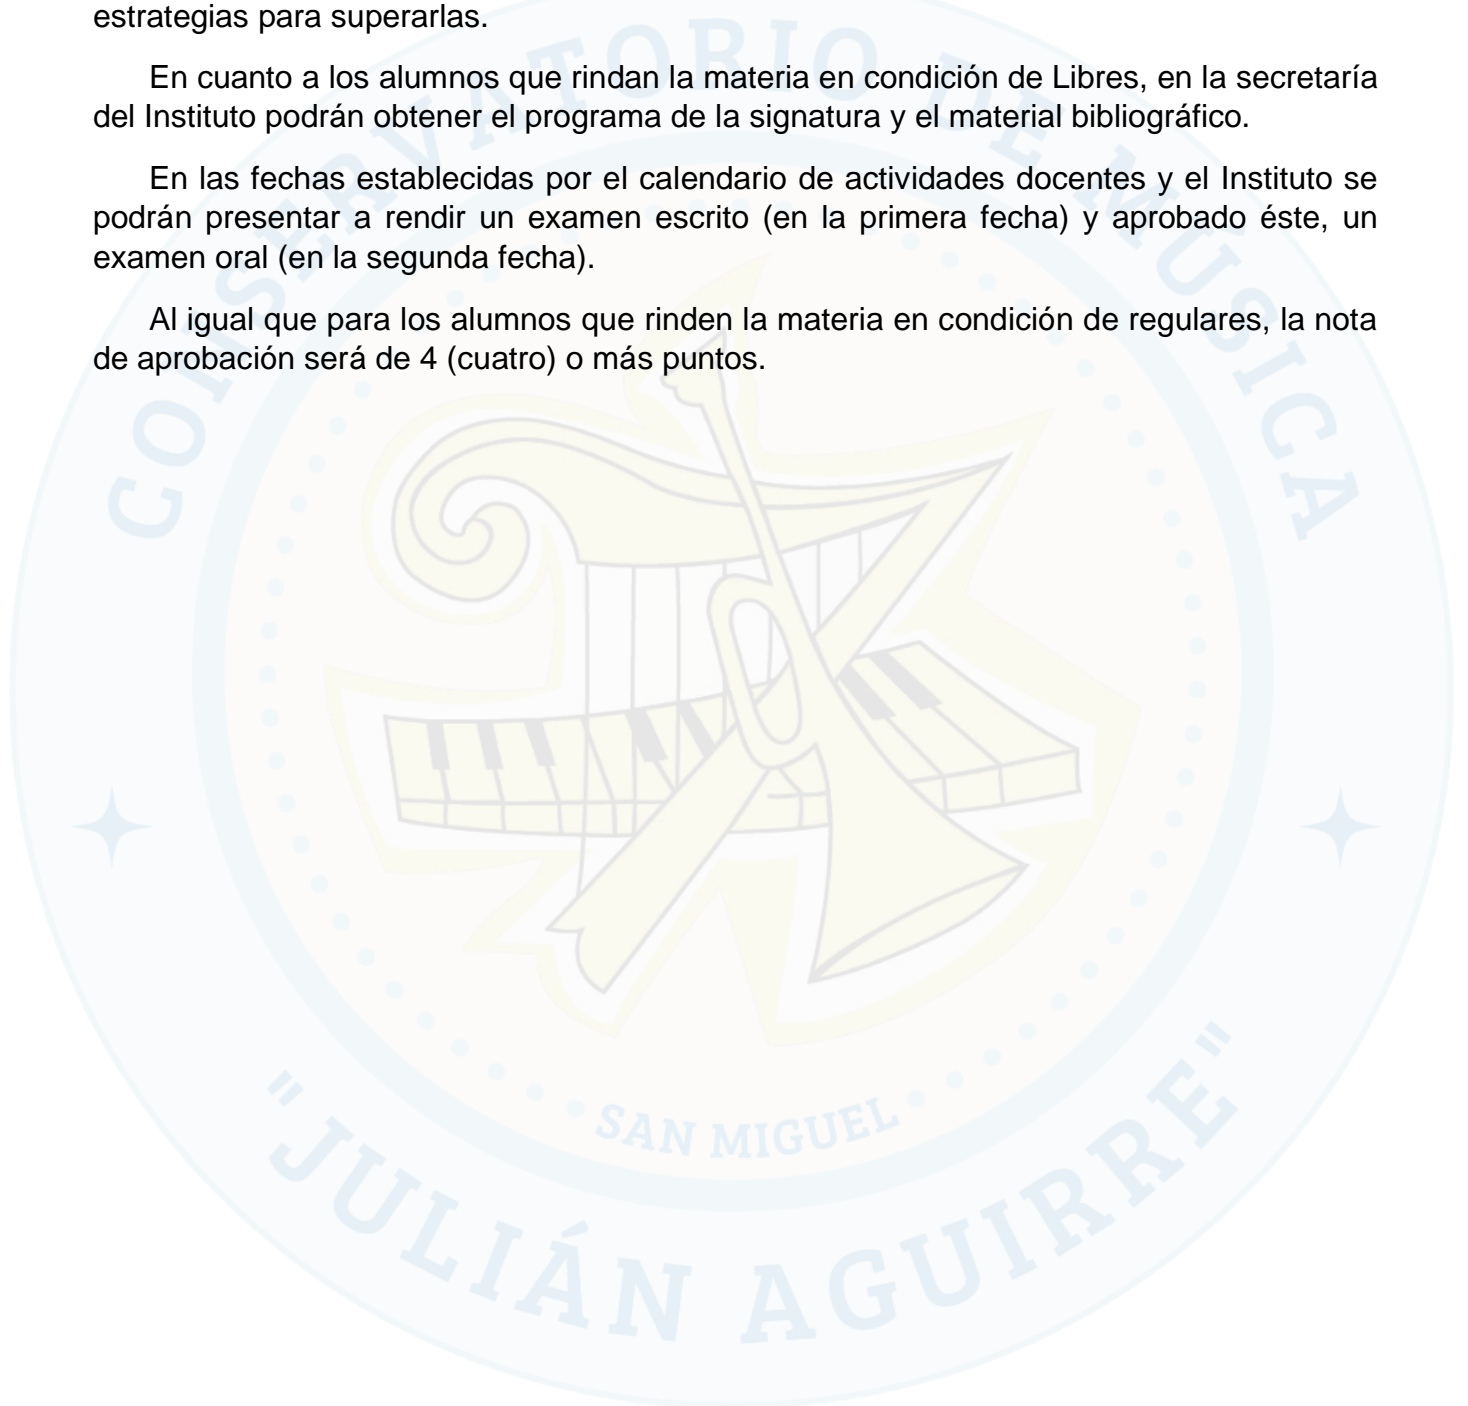 estrategias para superarlas.
En cuanto a los alumnos que rindan la materia en condición de Libres, en la secretaría
del Instituto podrán obtener el programa de la signatura y el material bibliográfico.
En las fechas establecidas por el calendario de actividades docentes y el Instituto se
podrán presentar a rendir un examen escrito (en la primera fecha) y aprobado éste, un
examen oral (en la segunda fecha).
Al igual que para los alumnos que rinden la materia en condición de regulares, la nota
de aprobación será de 4 (cuatro) o más puntos.
CONSERVATORIO DE MÚSICA
SAN MIGUEL
"JULIÁN AGUIRRE"